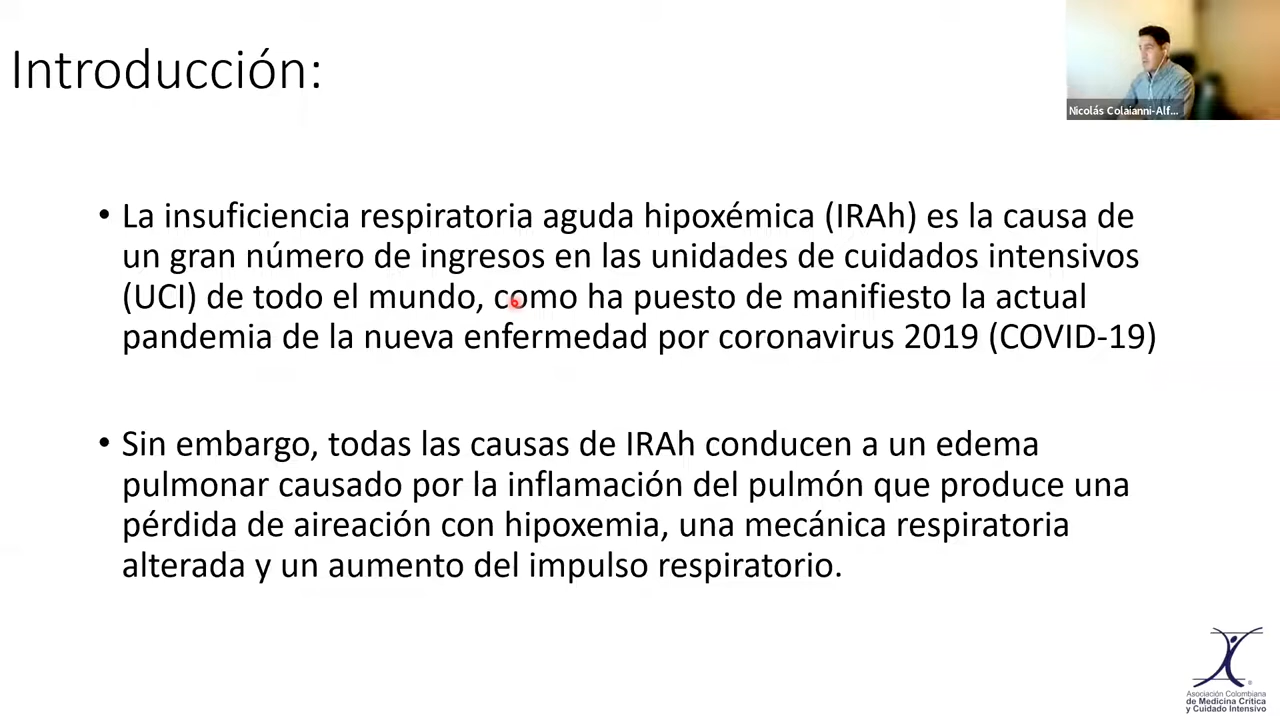 Introducción:
Nicolás Colaianni-Alf...
• La insuficiencia respiratoria aguda hipoxémica (IRAh) es la causa de
un gran número de ingresos en las unidades de cuidados intensivos
(UCI) de todo el mundo, como ha puesto de manifiesto la actual
pandemia de la nueva enfermedad por coronavirus 2019 (COVID-19)
• Sin embargo, todas las causas de IRAh conducen a un edema
pulmonar causado por la inflamación del pulmón que produce una
pérdida de aireación con hipoxemia, una mecánica respiratoria
alterada y un aumento del impulso respiratorio.
®
Asociación Colombiana
de Medicina Crítica
y Cuidado Intensivo